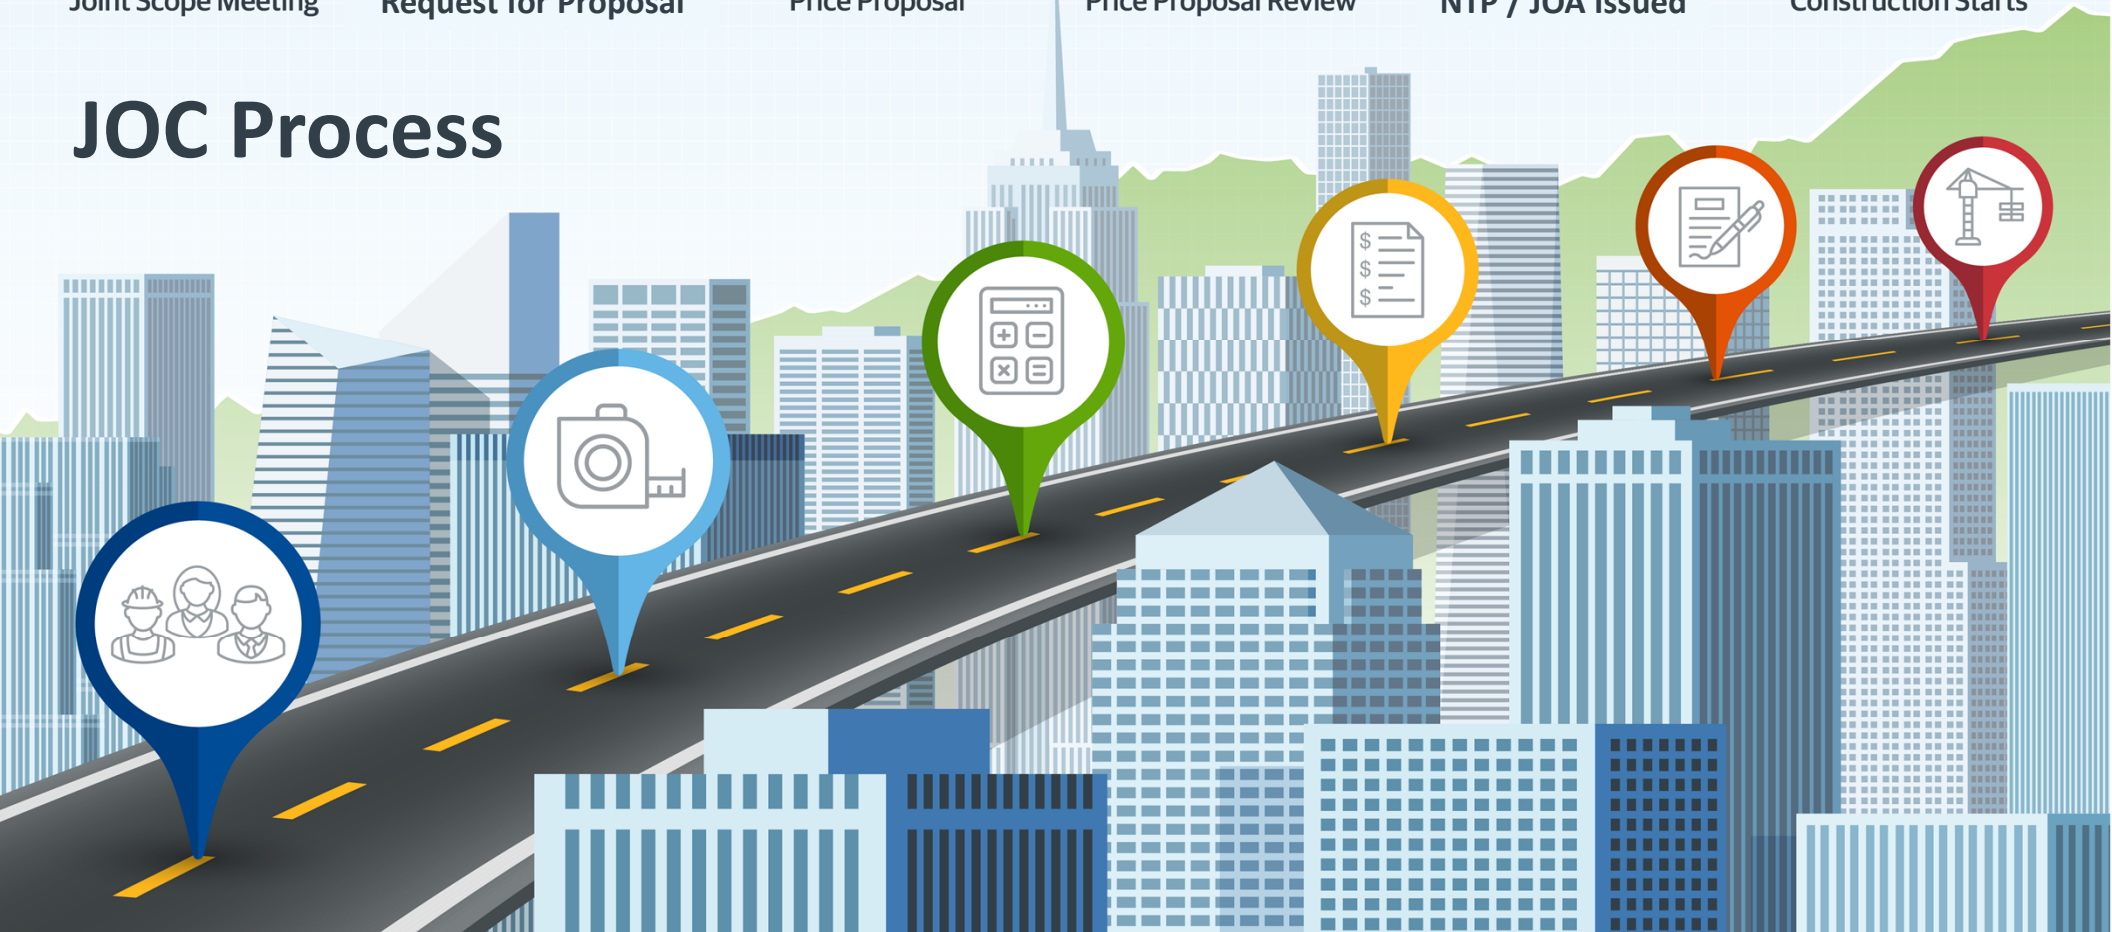 Joint Scope Meeting Request for Proposal Price Proposal Price Proposal Review NTP / JOA Issued Construction Starts
JOC Process
$
$
$